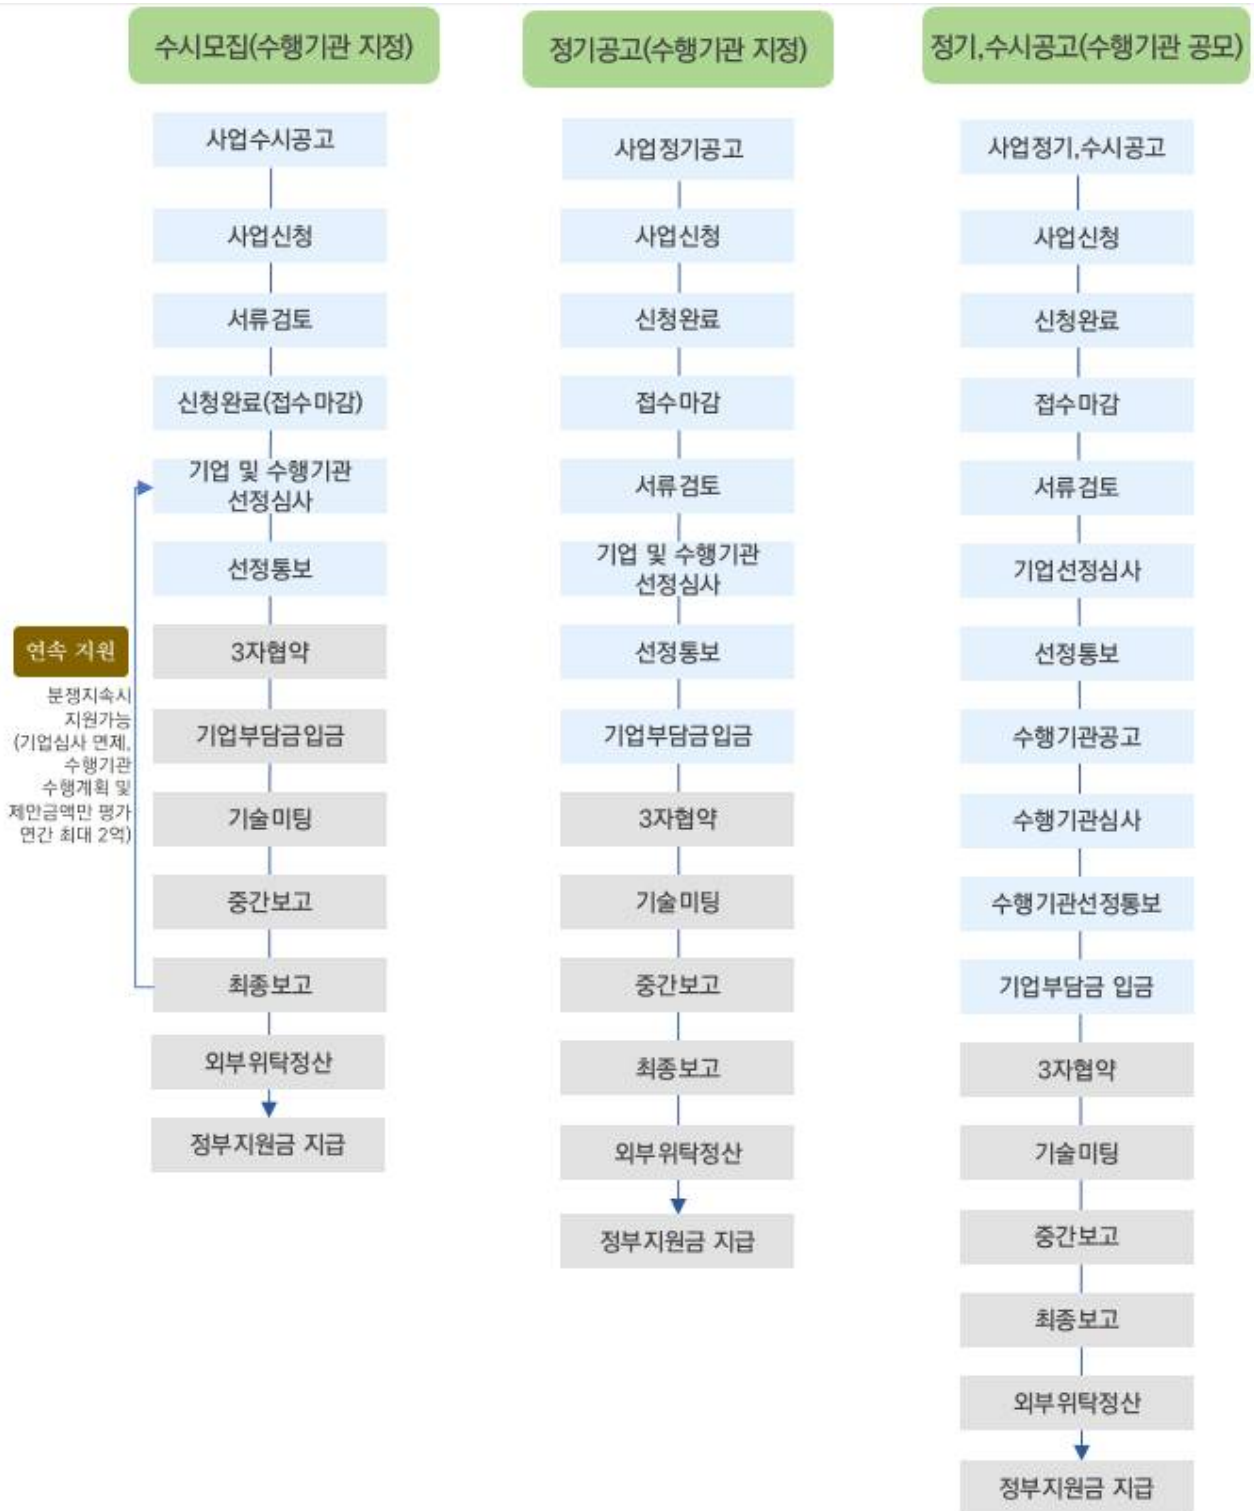 수시모집(수행기관 지정)
사업수시공고
사업신청
서류검토
신청완료(접수마감)
기업 및 수행기관
선정심사
선정통보
3자협약
기업부담금입금
기술미팅
중간보고
최종보고
외부위탁정산
정부지원금 지급
연속 지원
분쟁지속시
지원가능
(기업심사 면제,
수행기관
수행계획 및
제안금액만 평가
연간 최대 2억)
정기공고(수행기관 지정)
사업정기공고
사업신청
신청완료
접수마감
서류검토
기업 및 수행기관
선정심사
선정통보
기업부담금입금
3자협약
기술미팅
중간보고
최종보고
외부위탁정산
정부지원금 지급
정기,수시공고(수행기관 공모)
사업정기,수시공고
사업신청
신청완료
접수마감
서류검토
기업선정심사
선정통보
수행기관공고
수행기관심사
수행기관선정통보
기업부담금 입금
3자협약
기술미팅
중간보고
최종보고
외부위탁정산
정부지원금 지급